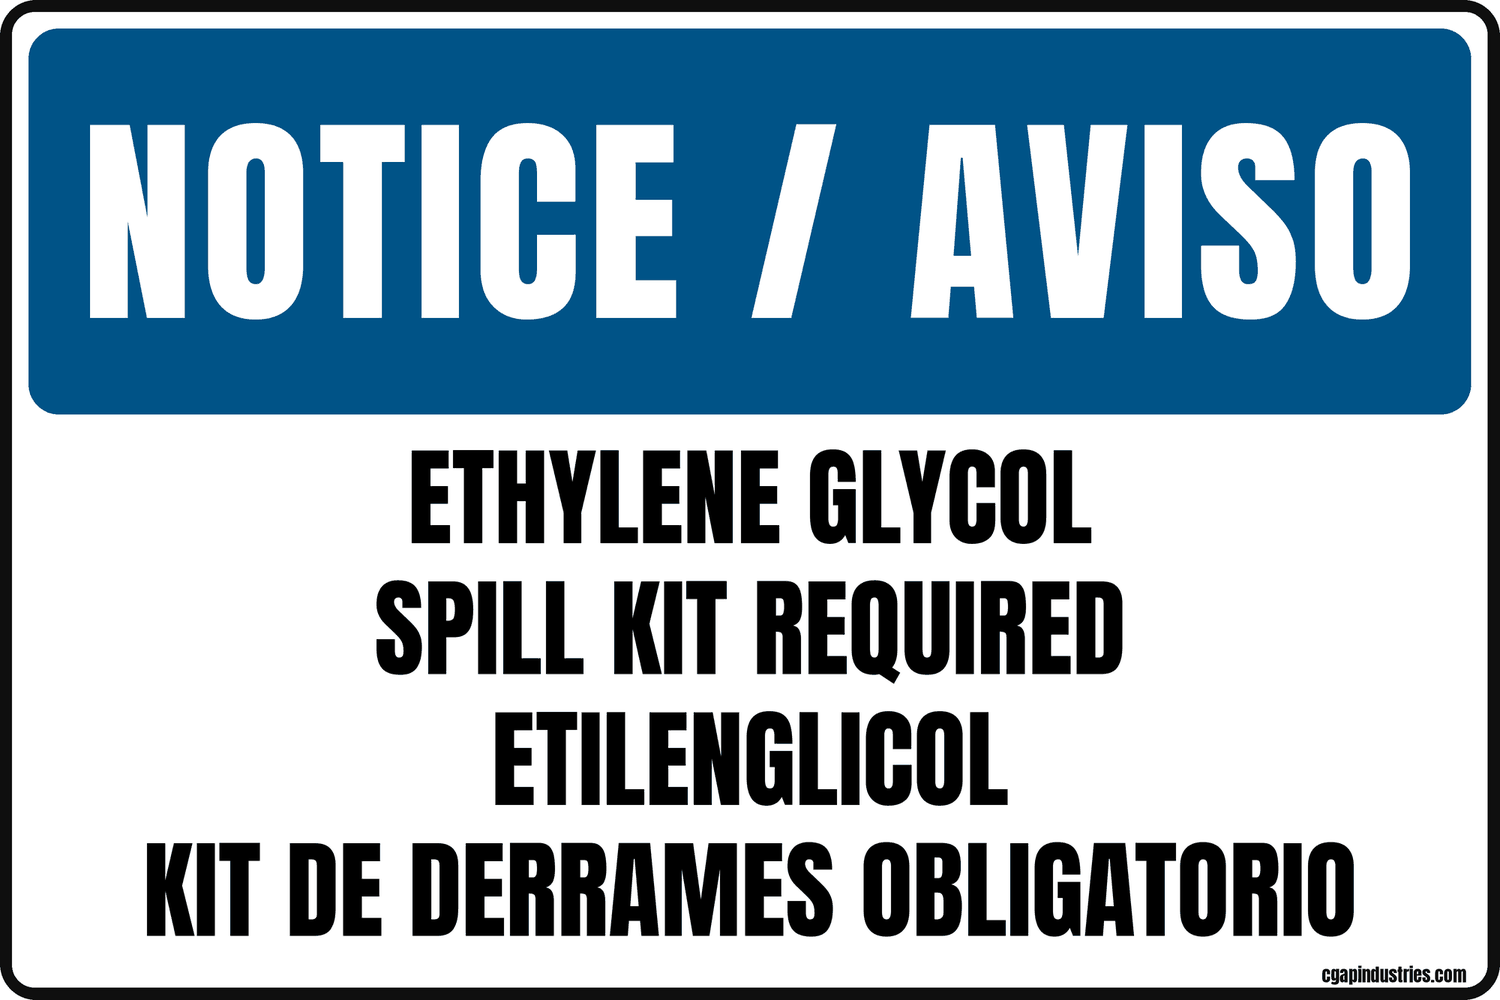 NOTICE / AVISO
ETHYLENE GLYCOL
SPILL KIT REQUIRED
ETILENGLICOL
KIT DE DERRAMES OBLIGATORIO
cgapindustries.com